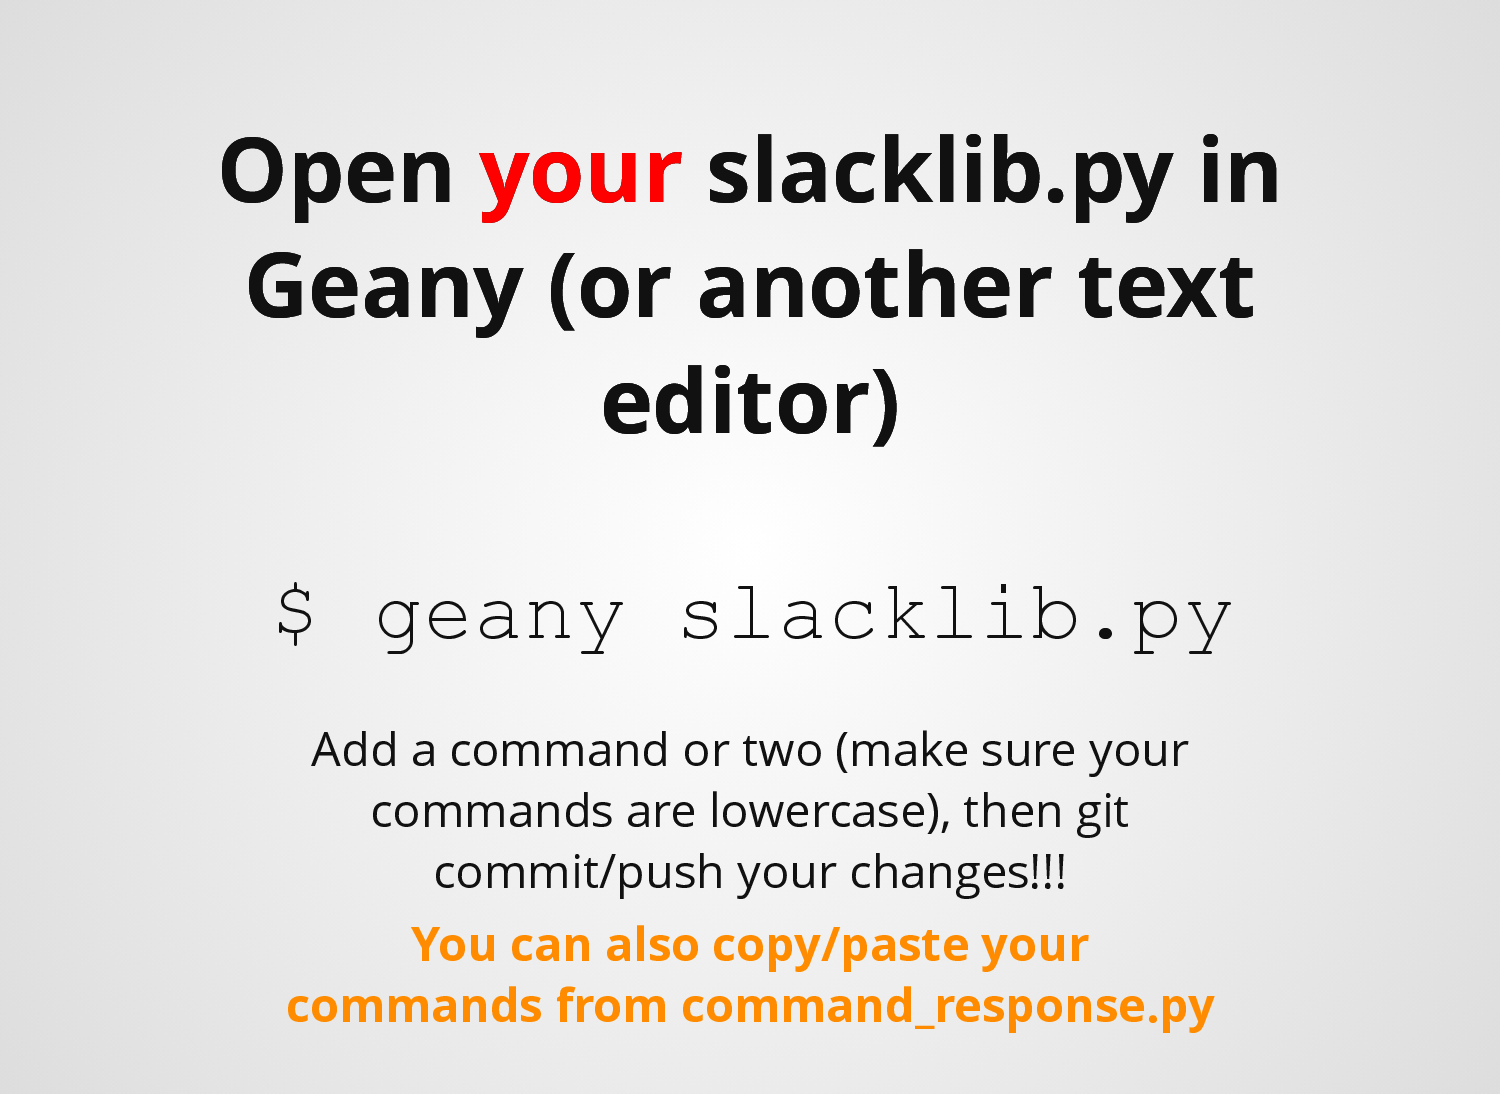 Open your slacklib.py in
Geany (or another text
editor)
$ geany slacklib.py
Add a command or two (make sure your
commands are lowercase), then git
commit/push your changes!!!
You can also copy/paste your
commands from command_response.py